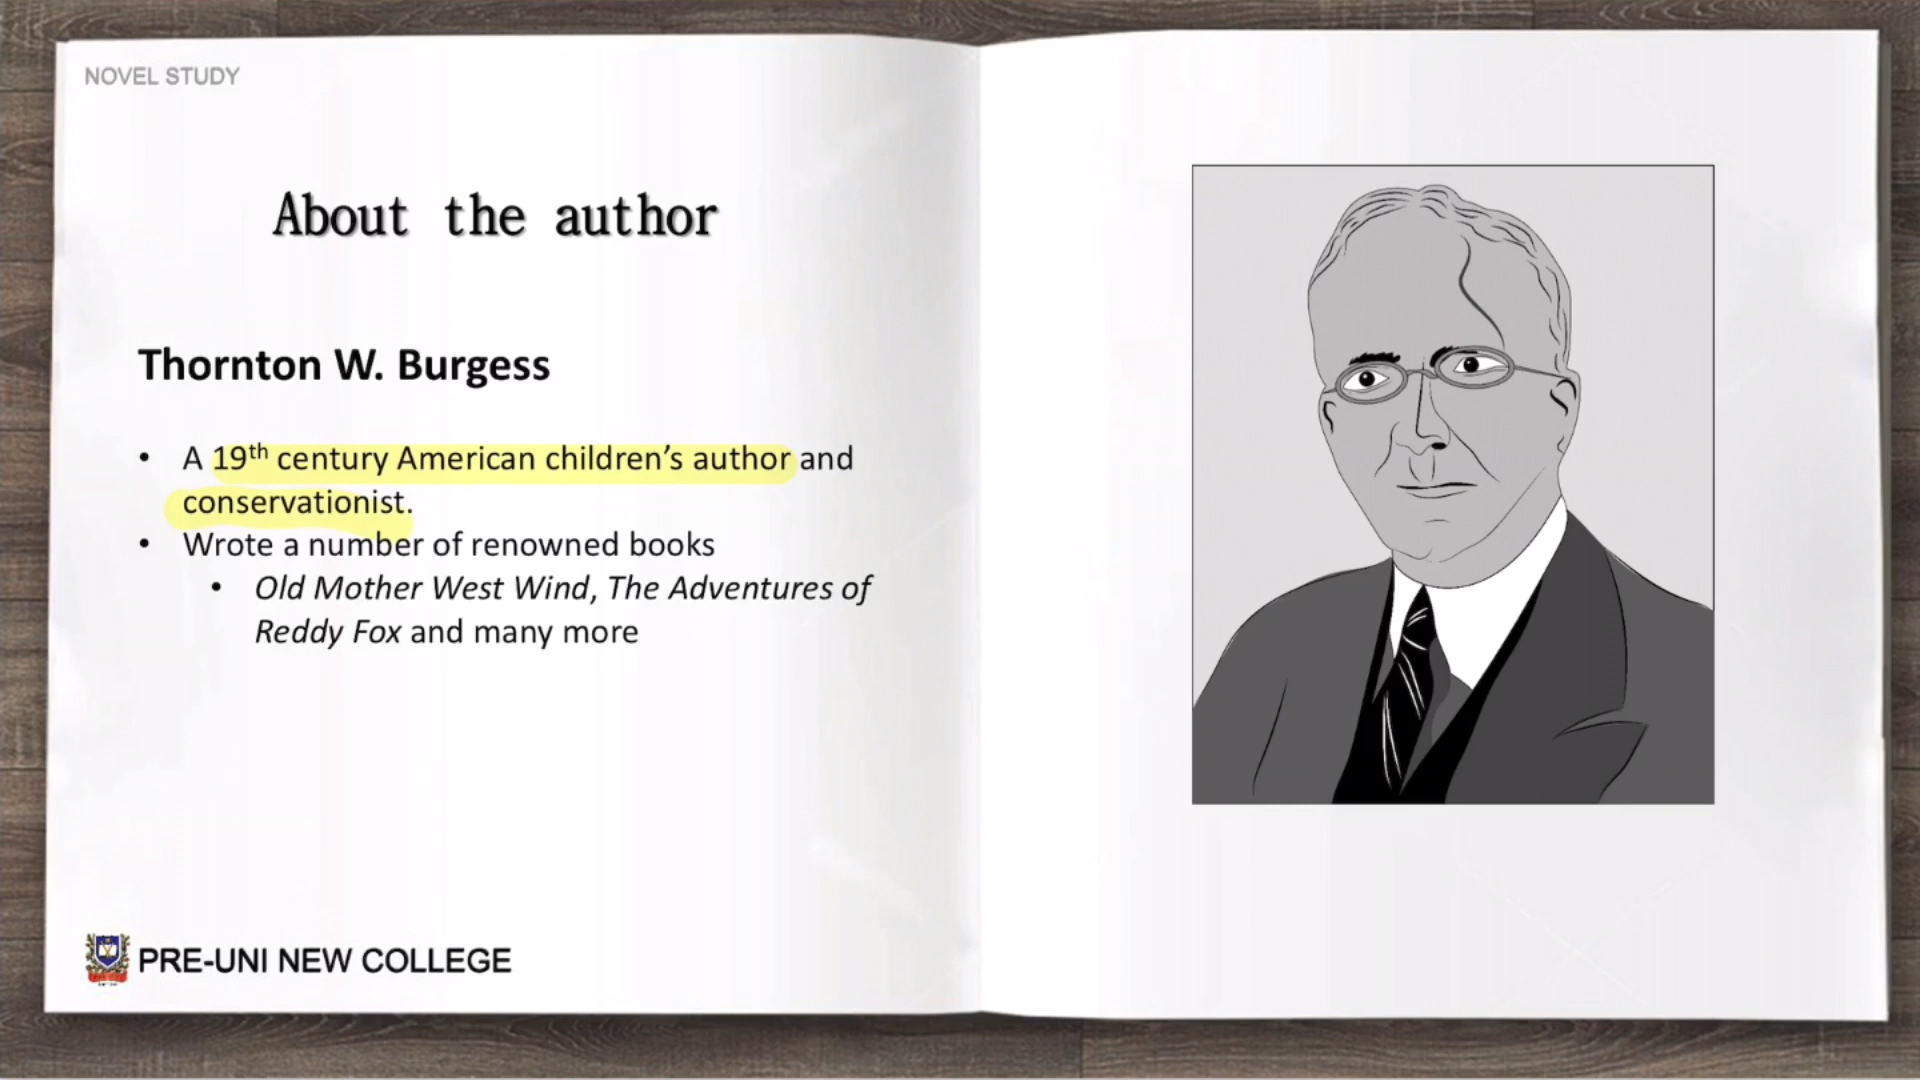 NOVEL STUDY
About the author
Thornton W. Burgess
• A 19th century American children’s author and
conservationist.
• Wrote a number of renowned books
• Old Mother West Wind, The Adventures of
Reddy Fox and many more
PRE-UNI NEW COLLEGE